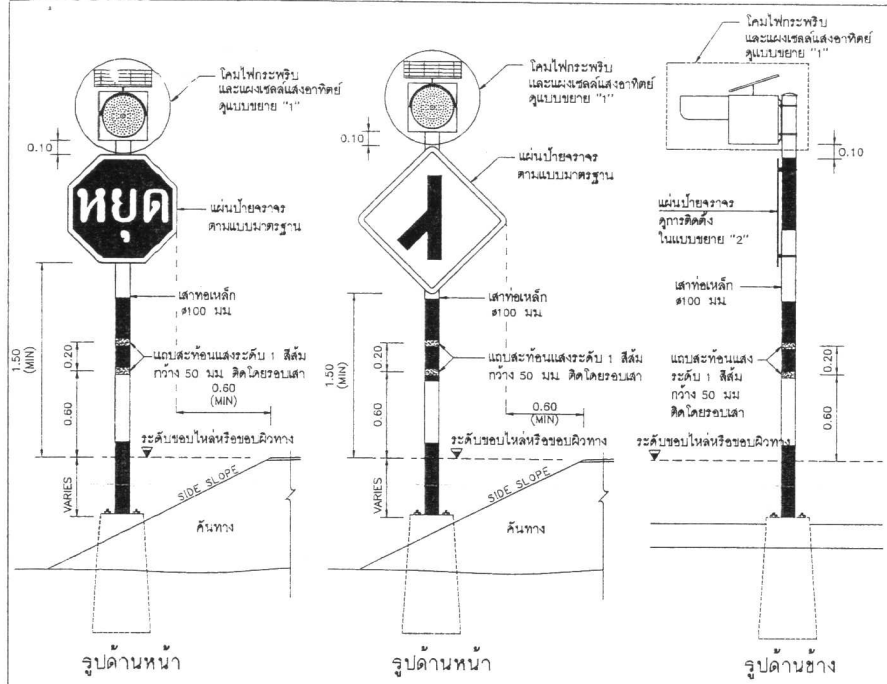 โคมไฟกระพริบ
และแผงเซลล์แสงอาทิตย์
ดูแบบขยาย "1"
0.10
หยุด
แผ่นป้ายจราจร
ตามแบบมาตรฐาน
เสาท่อเหล็ก
ø100 มม.
1.50
(MIN)
0.20
แถบสะท้อนแสงระดับ 1 สีส้ม
กว้าง 50 มม ติดโดยรอบเสา
0.60
(MIN)
0.60
ระดับขอบไหล่หรือขอบผิวทาง
VARIES
SIDE SLOPE
คันทาง
รูปด้านหน้า
โคมไฟกระพริบ
และแผงเซลล์แสงอาทิตย์
ดูแบบขยาย "1"
0.10
แผ่นป้ายจราจร
ตามแบบมาตรฐาน
เสาท่อเหล็ก
ø100 มม.
1.50
(MIN)
0.20
แถบสะท้อนแสงระดับ 1 สีส้ม
กว้าง 50 มม ติดโดยรอบเสา
0.60
0.60
(MIN)
ระดับขอบไหล่หรือขอบผิวทาง
VARIES
SIDE SLOPE
คันทาง
รูปด้านหน้า
โคมไฟกระพริบ
และแผงเซลล์แสงอาทิตย์
ดูแบบขยาย "1"
0.10
แผ่นป้ายจราจร
ดูการติดตั้ง
ในแบบขยาย "2"
เสาท่อเหล็ก
ø100 มม.
แถบสะท้อนแสง
ระดับ 1 สีส้ม
กว้าง 50 มม
ติดโดยรอบเสา
0.20
0.60
ระดับขอบไหล่หรือขอบผิวทาง
รูปด้านข้าง